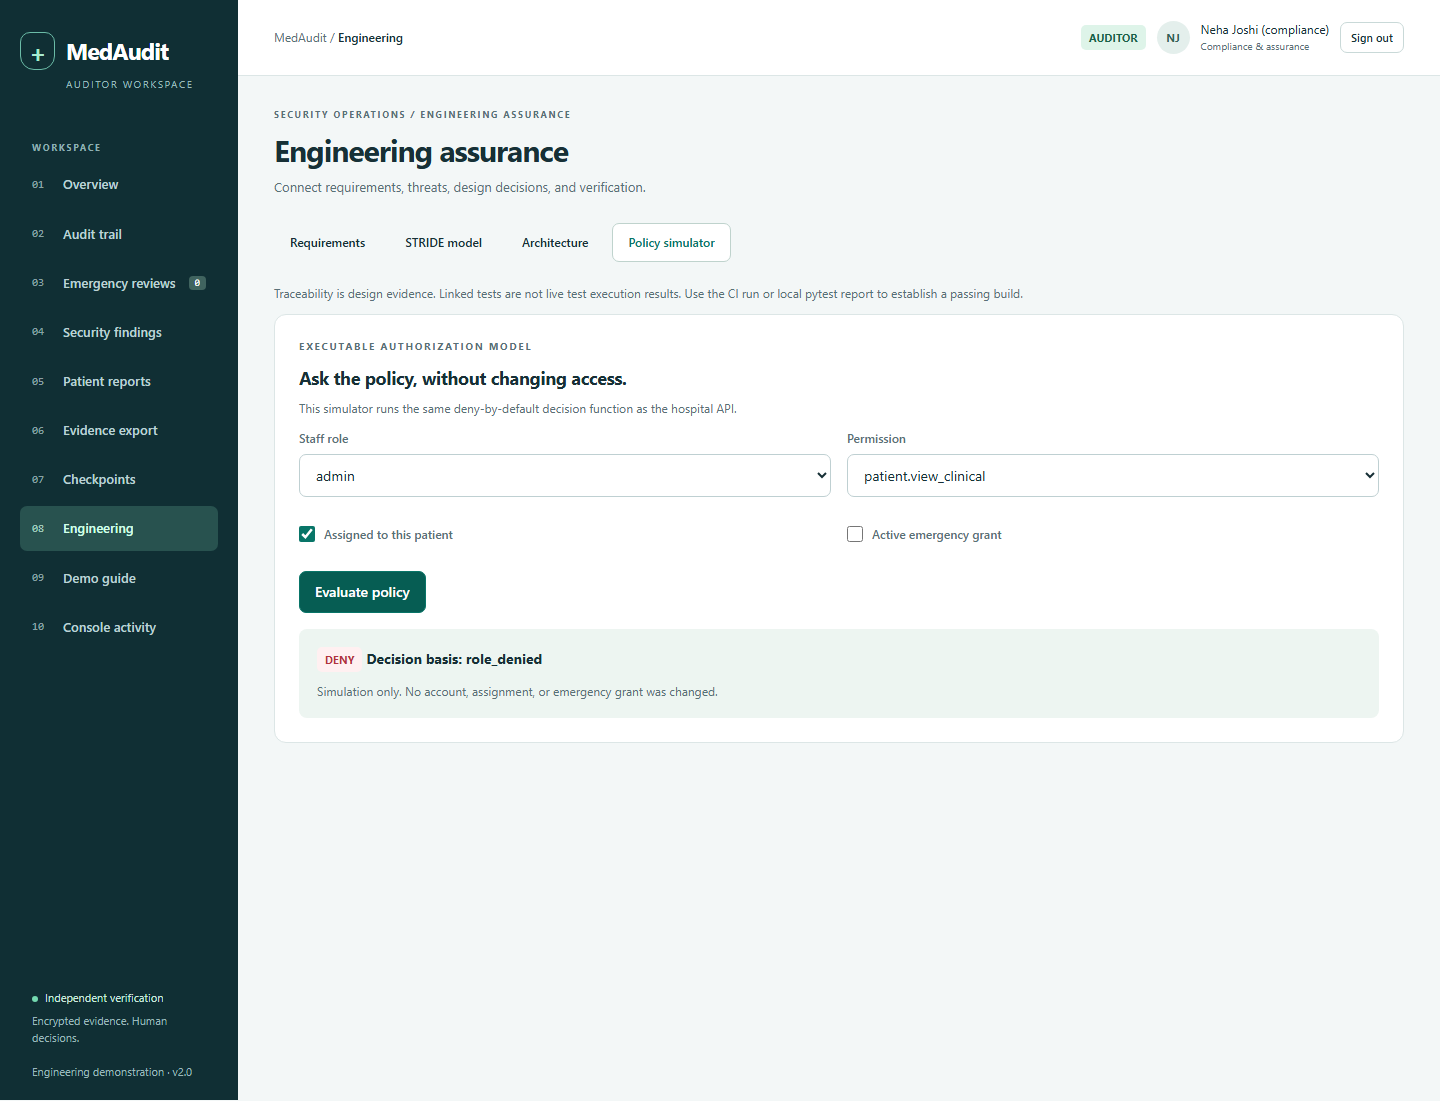 + MedAudit
AUDITOR WORKSPACE
WORKSPACE
01 Overview
02 Audit trail
03 Emergency reviews 0
04 Security findings
05 Patient reports
06 Evidence export
07 Checkpoints
08 Engineering
09 Demo guide
10 Console activity
Independent verification
Encrypted evidence. Human
decisions.
Engineering demonstration · v2.0
MedAudit / Engineering
AUDITOR
NJ
Neha Joshi (compliance)
Compliance & assurance
Sign out
SECURITY OPERATIONS / ENGINEERING ASSURANCE
Engineering assurance
Connect requirements, threats, design decisions, and verification.
Requirements STRIDE model Architecture Policy simulator
Traceability is design evidence. Linked tests are not live test execution results. Use the CI run or local pytest report to establish a passing build.
EXECUTABLE AUTHORIZATION MODEL
Ask the policy, without changing access.
This simulator runs the same deny-by-default decision function as the hospital API.
Staff role
admin
Permission
patient.view_clinical
Assigned to this patient
Active emergency grant
Evaluate policy
DENY Decision basis: role_denied
Simulation only. No account, assignment, or emergency grant was changed.